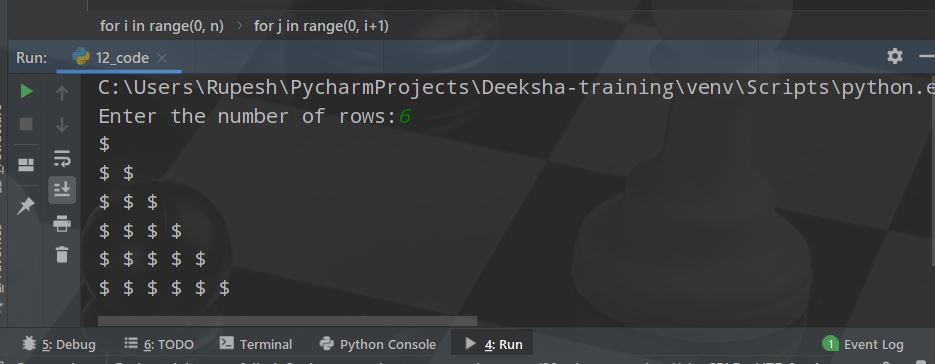 for i in range(0, n) > for j in range(0, i+1)
Run: 12_code
C:\Users\Rupesh\PycharmProjects\Deeksha-training\venv\Scripts\python.e
Enter the number of rows:6
$
$ $
$ $ $
$ $ $ $
$ $ $ $ $
$ $ $ $ $ $
5: Debug 6: TODO Terminal Python Console 4: Run 1 Event Log